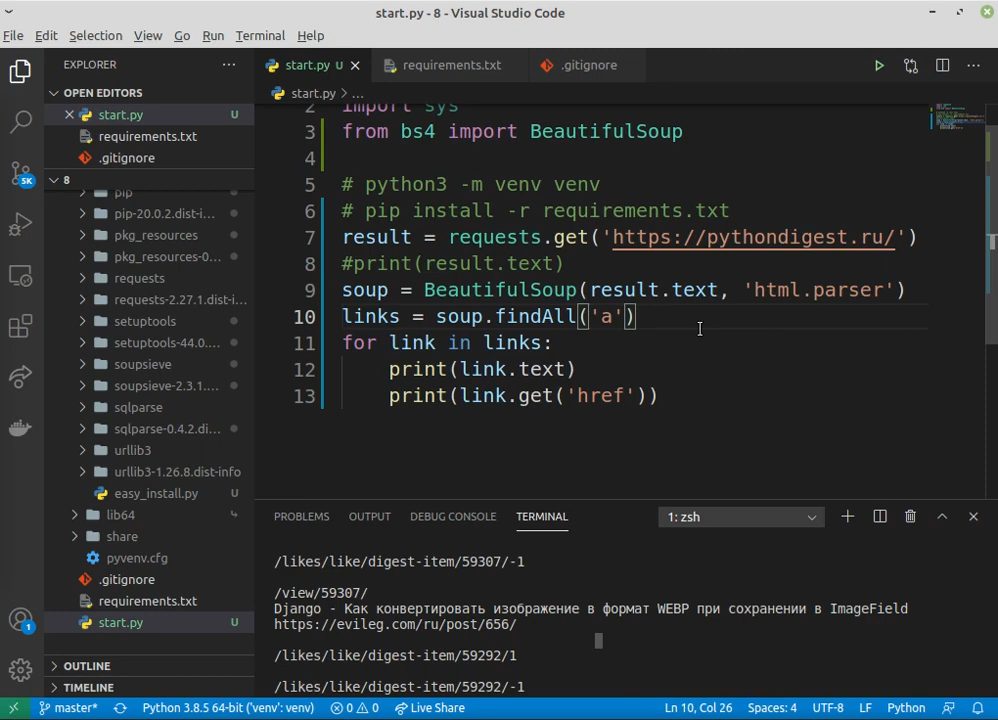 start.py - 8 - Visual Studio Code
File Edit Selection View Go Run Terminal Help
EXPLORER
OPEN EDITORS
start.py U
requirements.txt
.gitignore
8
pip
pip-20.0.2.dist-i...
pkg_resources
pkg_resources-0...
requests
requests-2.27.1.dist-i...
setuptools
setuptools-44.0....
soupsieve
soupsieve-2.3.1....
sqlparse
sqlparse-0.4.2.di...
urllib3
urllib3-1.26.8.dist-info
easy_install.py U
lib64
share
pyvenv.cfg
.gitignore
requirements.txt
start.py U
OUTLINE
TIMELINE
5K
1
start.py U requirements.txt .gitignore
start.py > ...
2 import sys
3 from bs4 import BeautifulSoup
4
5 # python3 -m venv venv
6 # pip install -r requirements.txt
7 result = requests.get('https://pythondigest.ru/')
8 #print(result.text)
9 soup = BeautifulSoup(result.text, 'html.parser')
10 links = soup.findAll('a')
11 for link in links:
12 print(link.text)
13 print(link.get('href'))
PROBLEMS OUTPUT DEBUG CONSOLE TERMINAL 1: zsh
/likes/like/digest-item/59307/-1
/view/59307/
Django - Как конвертировать изображение в формат WEBP при сохранении в ImageField
https://evileg.com/ru/post/656/
/likes/like/digest-item/59292/1
/likes/like/digest-item/59292/-1
master* Python 3.8.5 64-bit ('venv': venv) 0 0 Live Share Ln 10, Col 26 Spaces: 4 UTF-8 LF Python